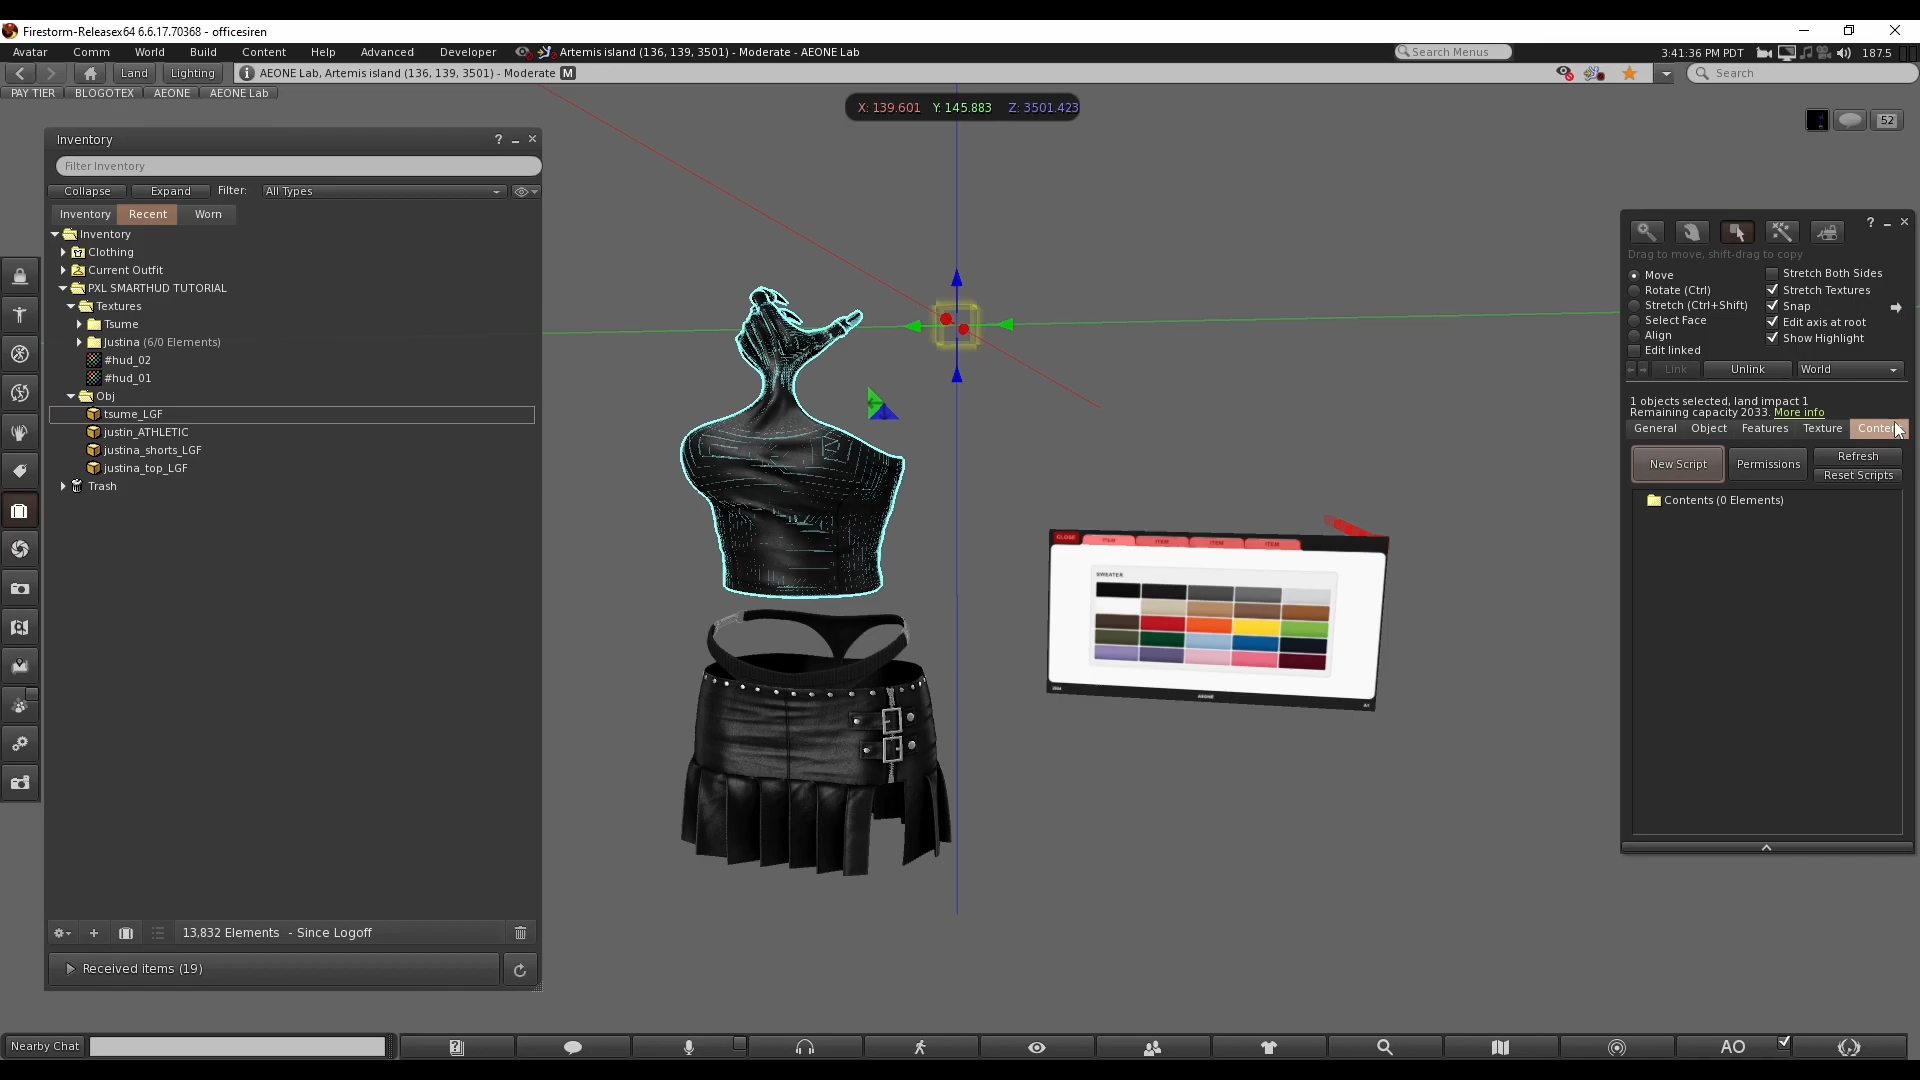 Firestorm-Releasex64 6.6.17.70368 - officesiren
Avatar Comm World Build Content Help Advanced Developer Artemis island (136, 139, 3501) - Moderate - AEONE Lab Search Menus 3:41:36 PM PDT 187.5
Land Lighting AEONE Lab, Artemis island (136, 139, 3501) - Moderate M Search
PAY TIER BLOGOTEX AEONE AEONE Lab
X: 139.601 Y: 145.883 Z: 3501.423
52
Inventory ?
Filter Inventory
Collapse Expand Filter: All Types
Inventory Recent Worn
Inventory
Clothing
Current Outfit
PXL SMARTHUD TUTORIAL
Textures
Tsume
Justina (6/0 Elements)
#hud_02
#hud_01
Obj
tsume_LGF
justin_ATHLETIC
justina_shorts_LGF
justina_top_LGF
Trash
13,832 Elements - Since Logoff
Received items (19)
?
Drag to move, shift-drag to copy
Move
Rotate (Ctrl)
Stretch (Ctrl+Shift)
Select Face
Align
Edit linked
Stretch Both Sides
Stretch Textures
Snap
Edit axis at root
Show Highlight
Link Unlink World
1 objects selected, land impact 1
Remaining capacity 2033. More info
General Object Features Texture Conten
New Script Permissions Refresh
Reset Scripts
Contents (0 Elements)
CLOSE ITEM ITEM ITEM ITEM
SWEATER
AEONE
Nearby Chat AO